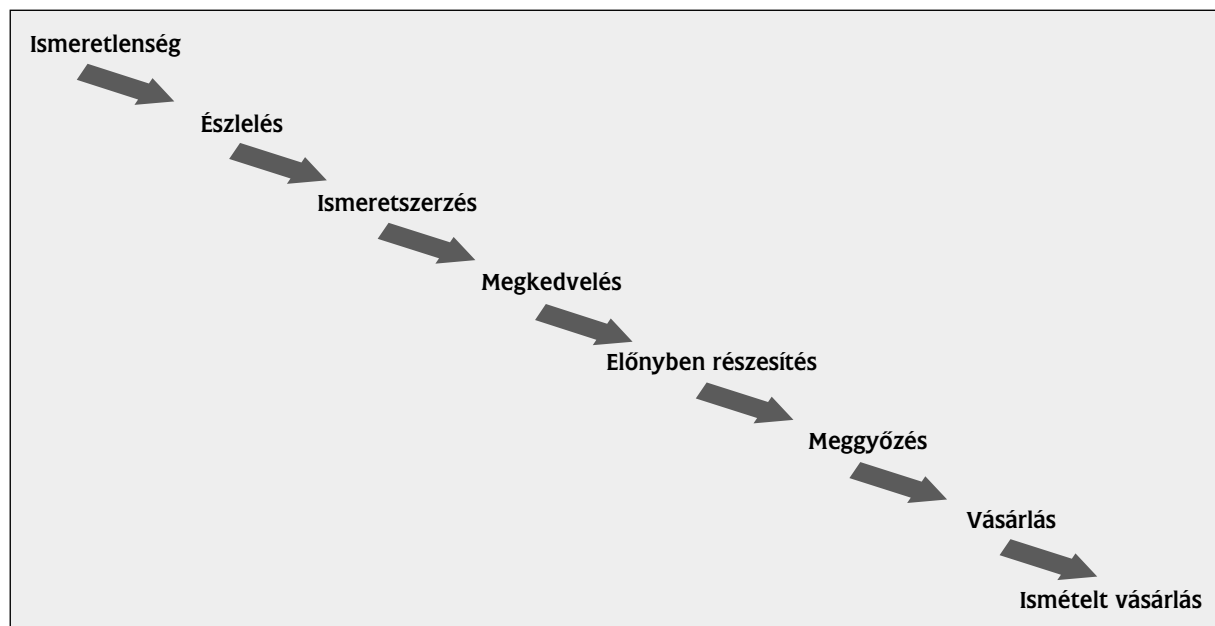 Ismeretlenség
Észlelés
Ismeretszerzés
Megkedvelés
Előnyben részesítés
Meggyőzés
Vásárlás
Ismételt vásárlás